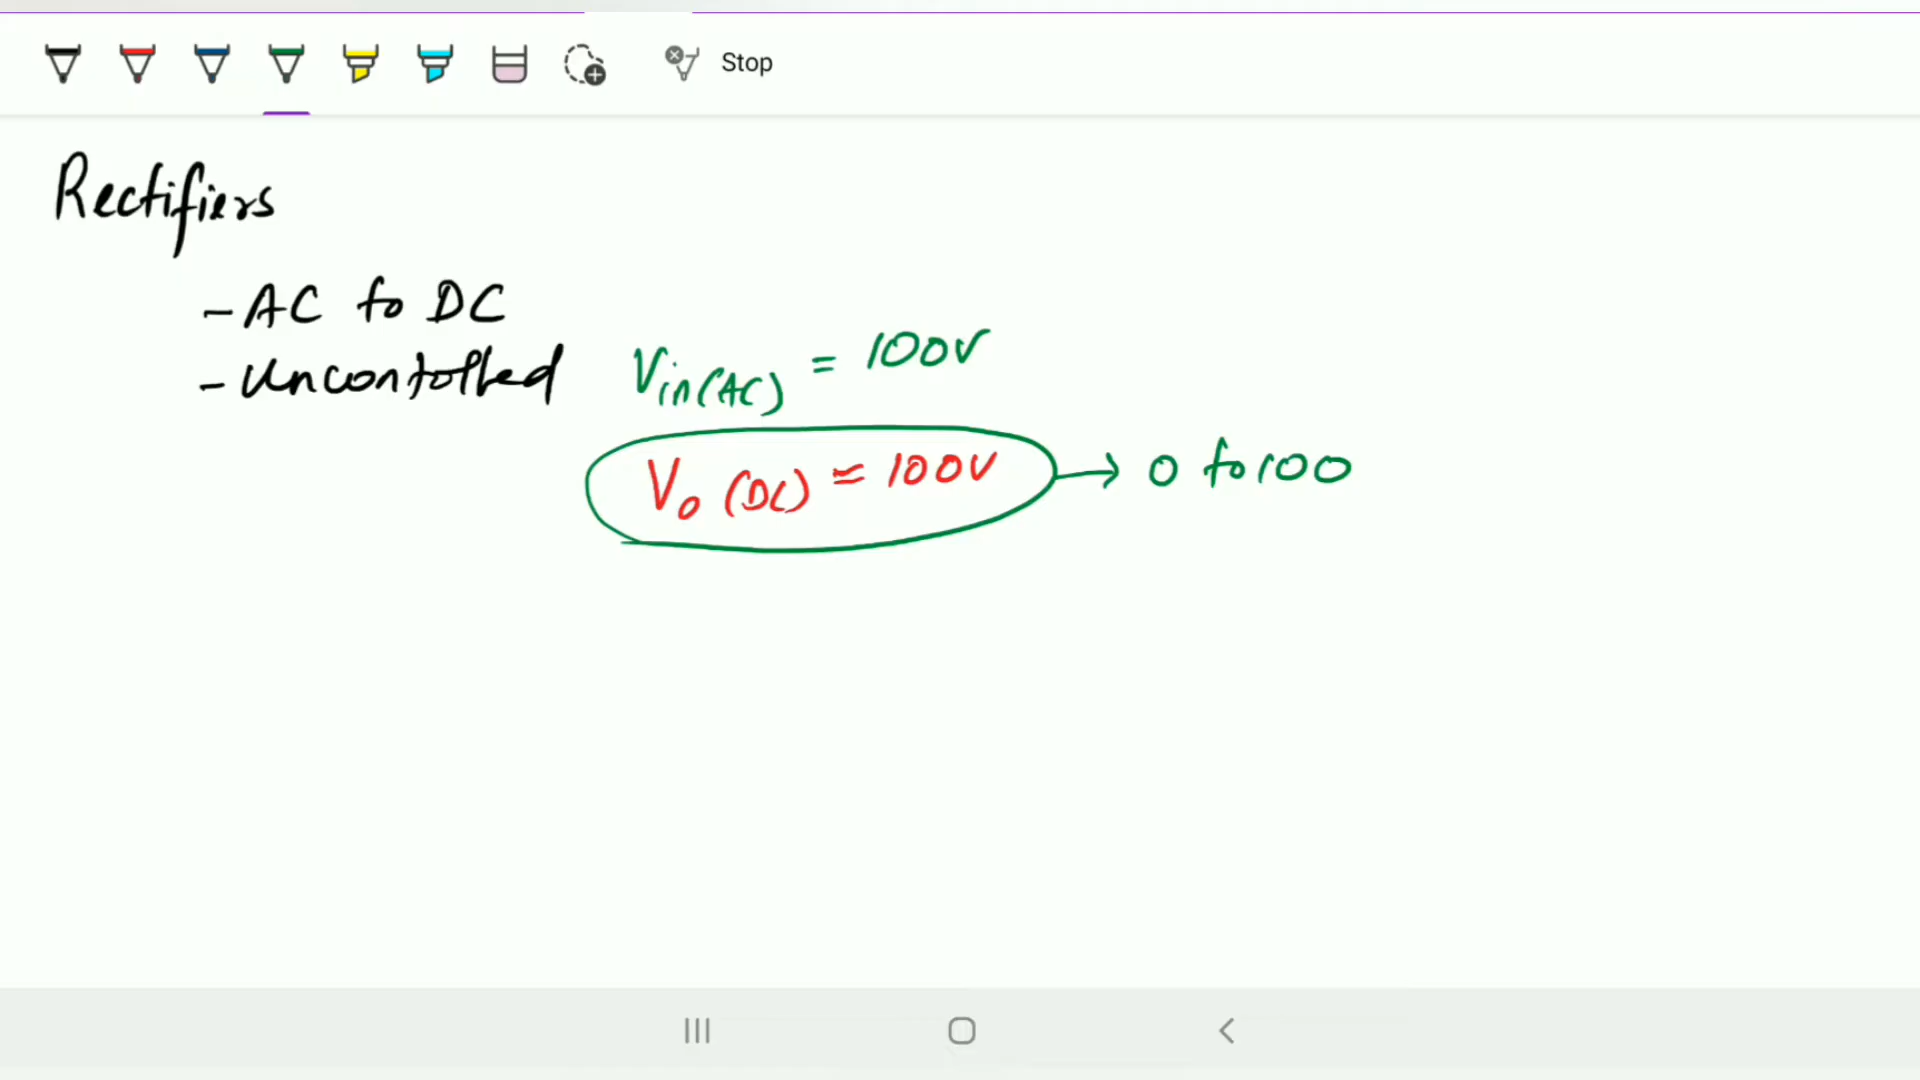 Stop
Rectifiers
- AC to DC
- Uncontolled
Vin(AC) = 100V
Vo (DC) ≈ 100V → 0 to 100